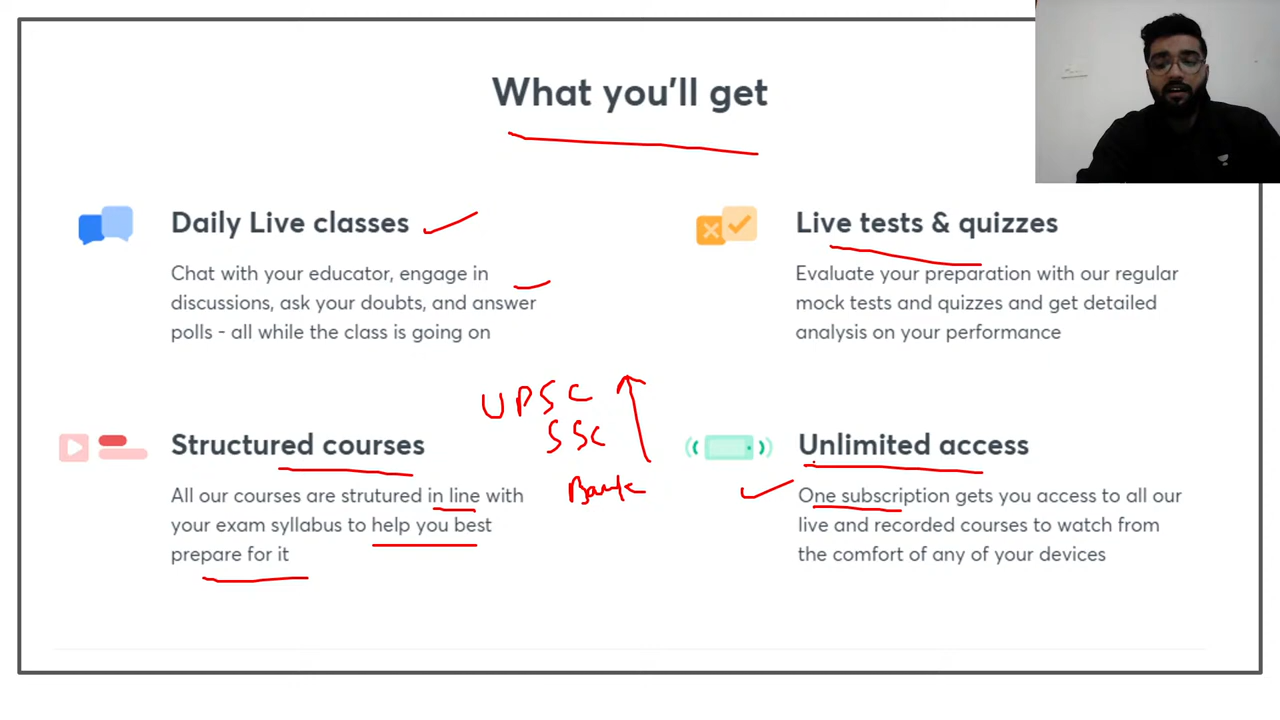 What you'll get
Daily Live classes
Chat with your educator, engage in
discussions, ask your doubts, and answer
polls - all while the class is going on
Live tests & quizzes
Evaluate your preparation with our regular
mock tests and quizzes and get detailed
analysis on your performance
UPSC
SSC
Bank
Structured courses
All our courses are strutured in line with
your exam syllabus to help you best
prepare for it
Unlimited access
One subscription gets you access to all our
live and recorded courses to watch from
the comfort of any of your devices